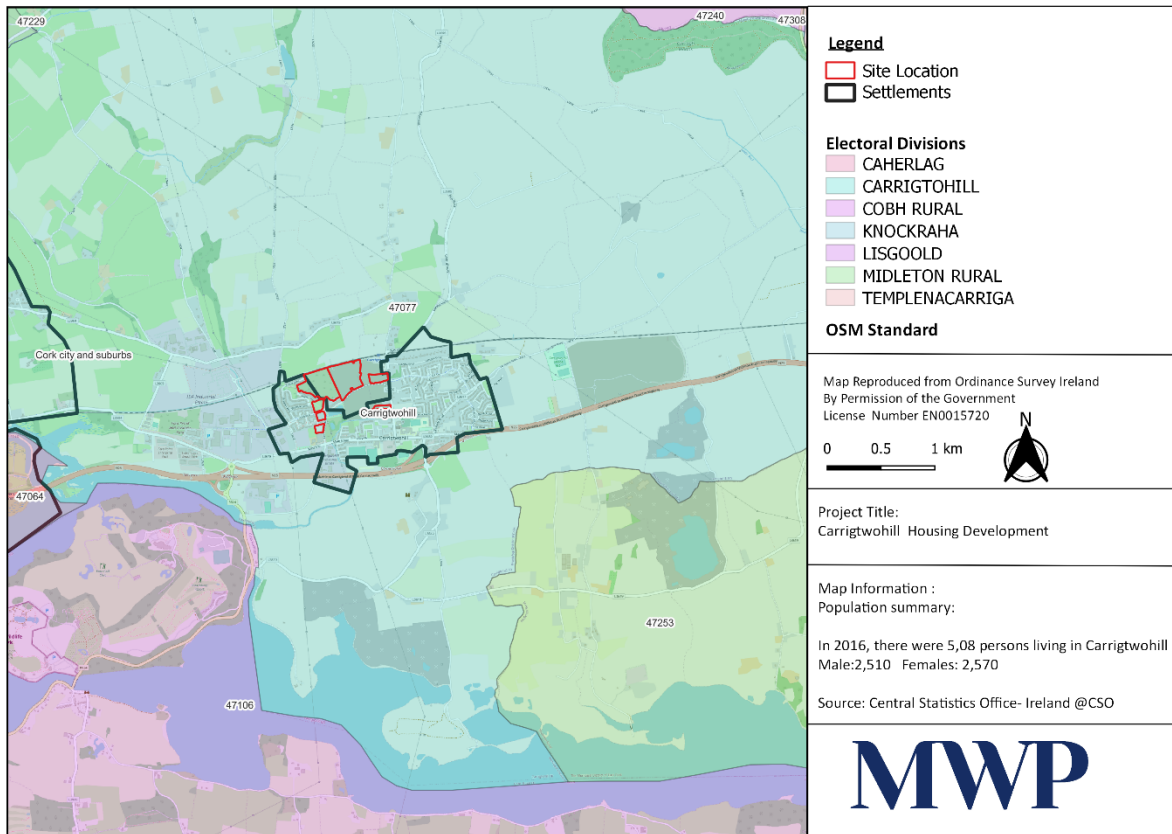 47229
47240
47308
47077
Cork city and suburbs
Carrigtwohill
47064
47253
47106
Legend
Site Location
Settlements
Electoral Divisions
CAHERLAG
CARRIGTOHILL
COBH RURAL
KNOCKRAHA
LISGOOLD
MIDLETON RURAL
TEMPLENACARRIGA
OSM Standard
Map Reproduced from Ordinance Survey Ireland
By Permission of the Government
License Number EN0015720
N
0 0.5 1 km
Project Title:
Carrigtwohill Housing Development
Map Information :
Population summary:
In 2016, there were 5,08 persons living in Carrigtwohill
Male:2,510 Females: 2,570
Source: Central Statistics Office- Ireland @CSO
MWP